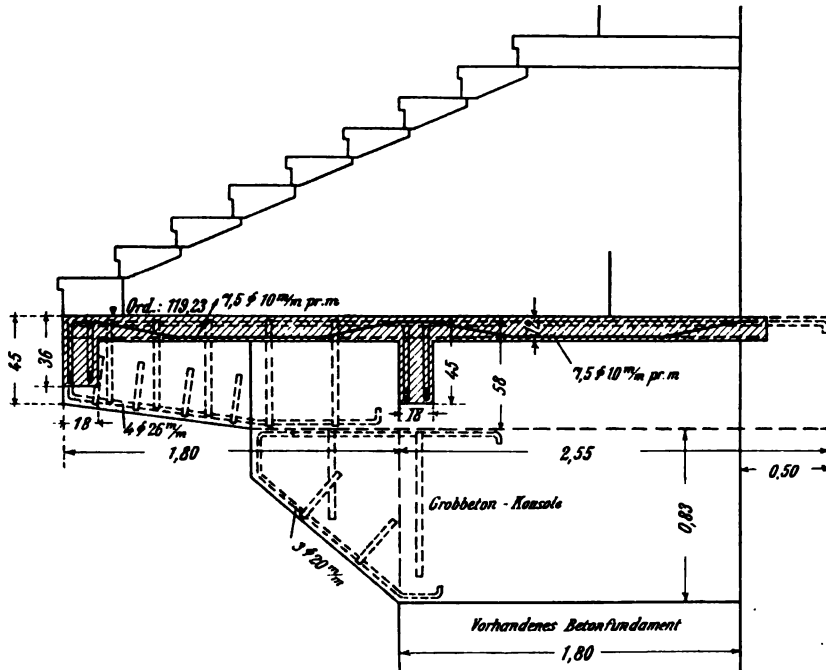 Ord.: 119,23
7,5 ϕ 10 m/m pr. m
45
36
12
45
58
7,5 ϕ 10 m/m pr. m
18
4 ϕ 26 m/m
18
1,80
2,55
0,50
Grobbeton - Konsole
0,83
3 ϕ 20 m/m
Vorhandenes Betonfundament
1,80